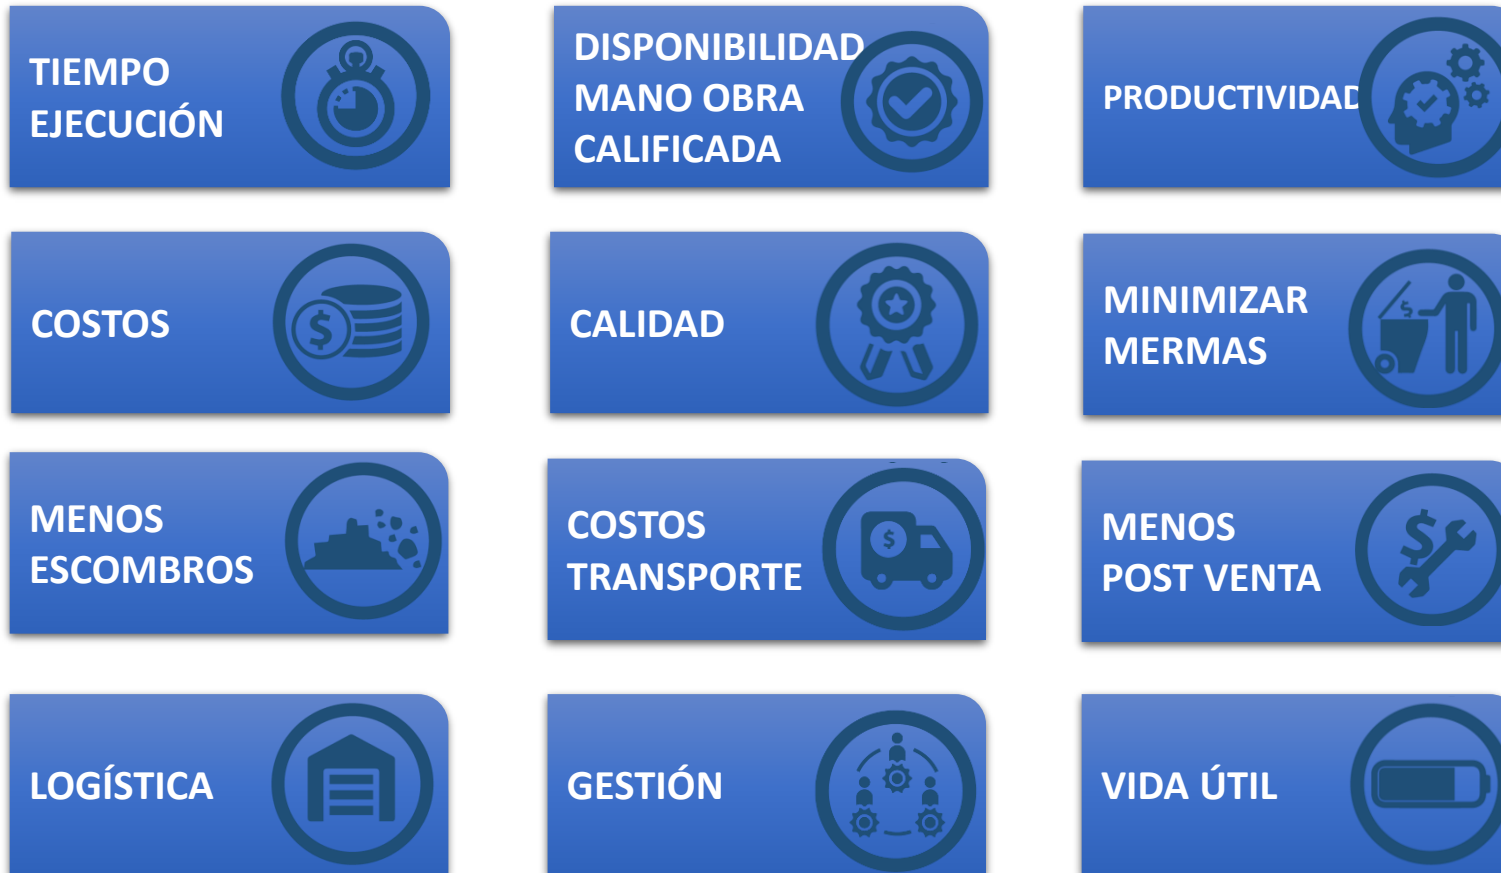 TIEMPO
EJECUCIÓN
DISPONIBILIDAD
MANO OBRA
CALIFICADA
PRODUCTIVIDAD
COSTOS
$
CALIDAD
MINIMIZAR
MERMAS
$
MENOS
ESCOMBROS
COSTOS
TRANSPORTE
$
MENOS
POST VENTA
$
LOGÍSTICA
GESTIÓN
VIDA ÚTIL